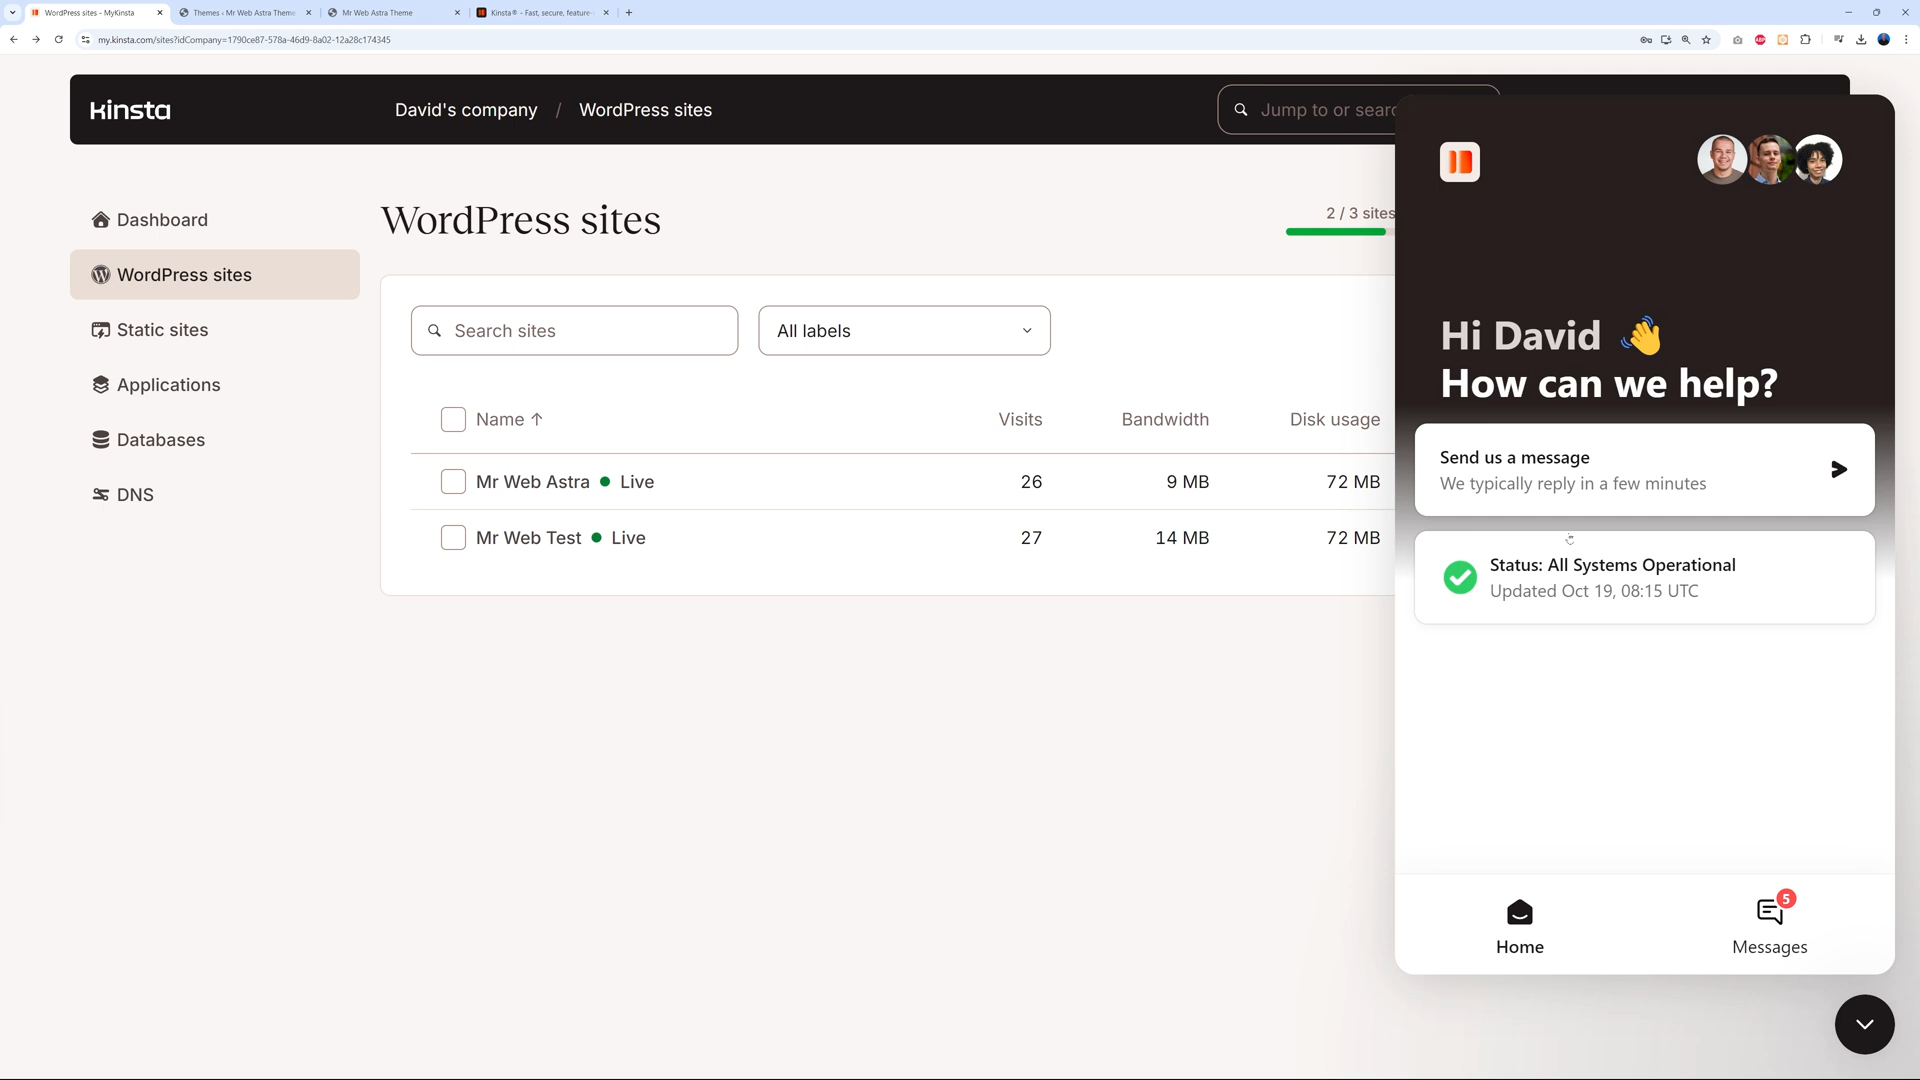 WordPress sites - MyKinsta
Themes ‹ Mr Web Astra Theme
Mr Web Astra Theme
Kinsta® - Fast, secure, feature-
my.kinsta.com/sites?idCompany=1790ce87-578a-46d9-8a02-12a28c174345
ABP
KINSTA
David's company / WordPress sites
Jump to or searc
Dashboard
WordPress sites
Static sites
Applications
Databases
DNS
WordPress sites
2 / 3 sites
Search sites
All labels
Name ↑ Visits Bandwidth Disk usage
Mr Web Astra Live 26 9 MB 72 MB
Mr Web Test Live 27 14 MB 72 MB
Hi David 👋
How can we help?
Send us a message
We typically reply in a few minutes
Status: All Systems Operational
Updated Oct 19, 08:15 UTC
Home
5
Messages